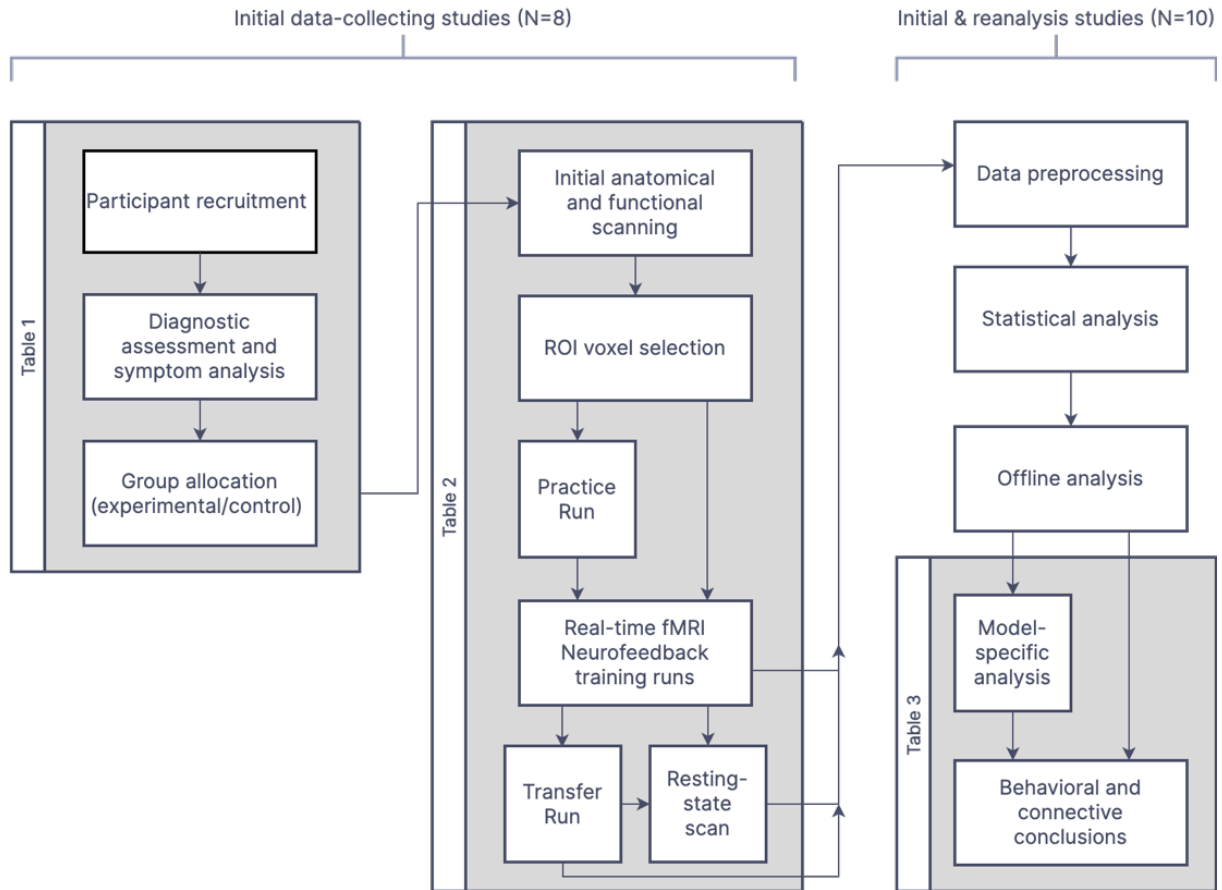 Initial data-collecting studies (N=8)
Initial & reanalysis studies (N=10)
Table 1
Participant recruitment
Diagnostic
assessment and
symptom analysis
Group allocation
(experimental/control)
Table 2
Initial anatomical
and functional
scanning
ROI voxel selection
Practice
Run
Real-time fMRI
Neurofeedback
training runs
Transfer
Run
Resting-
state
scan
Data preprocessing
Statistical analysis
Offline analysis
Table 3
Model-
specific
analysis
Behavioral and
connective
conclusions